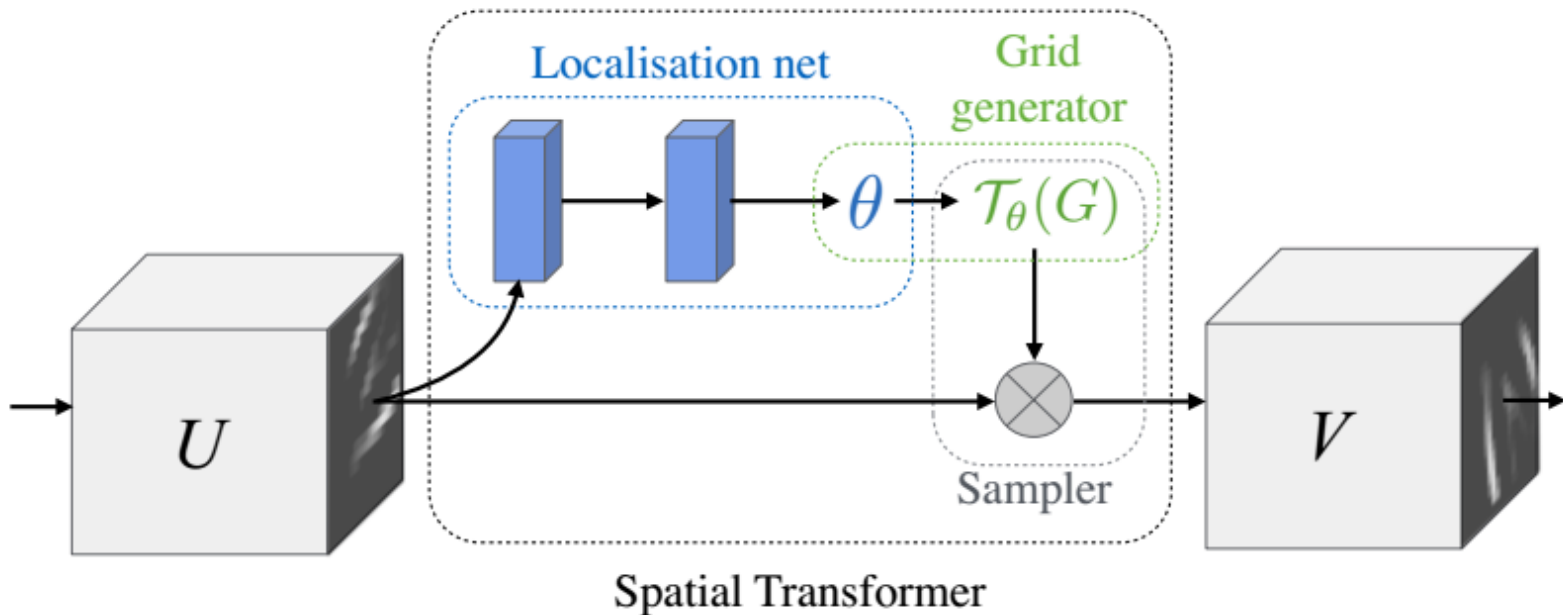 Localisation net
Grid
generator
θ
𝒯θ(G)
U
V
Sampler
Spatial Transformer